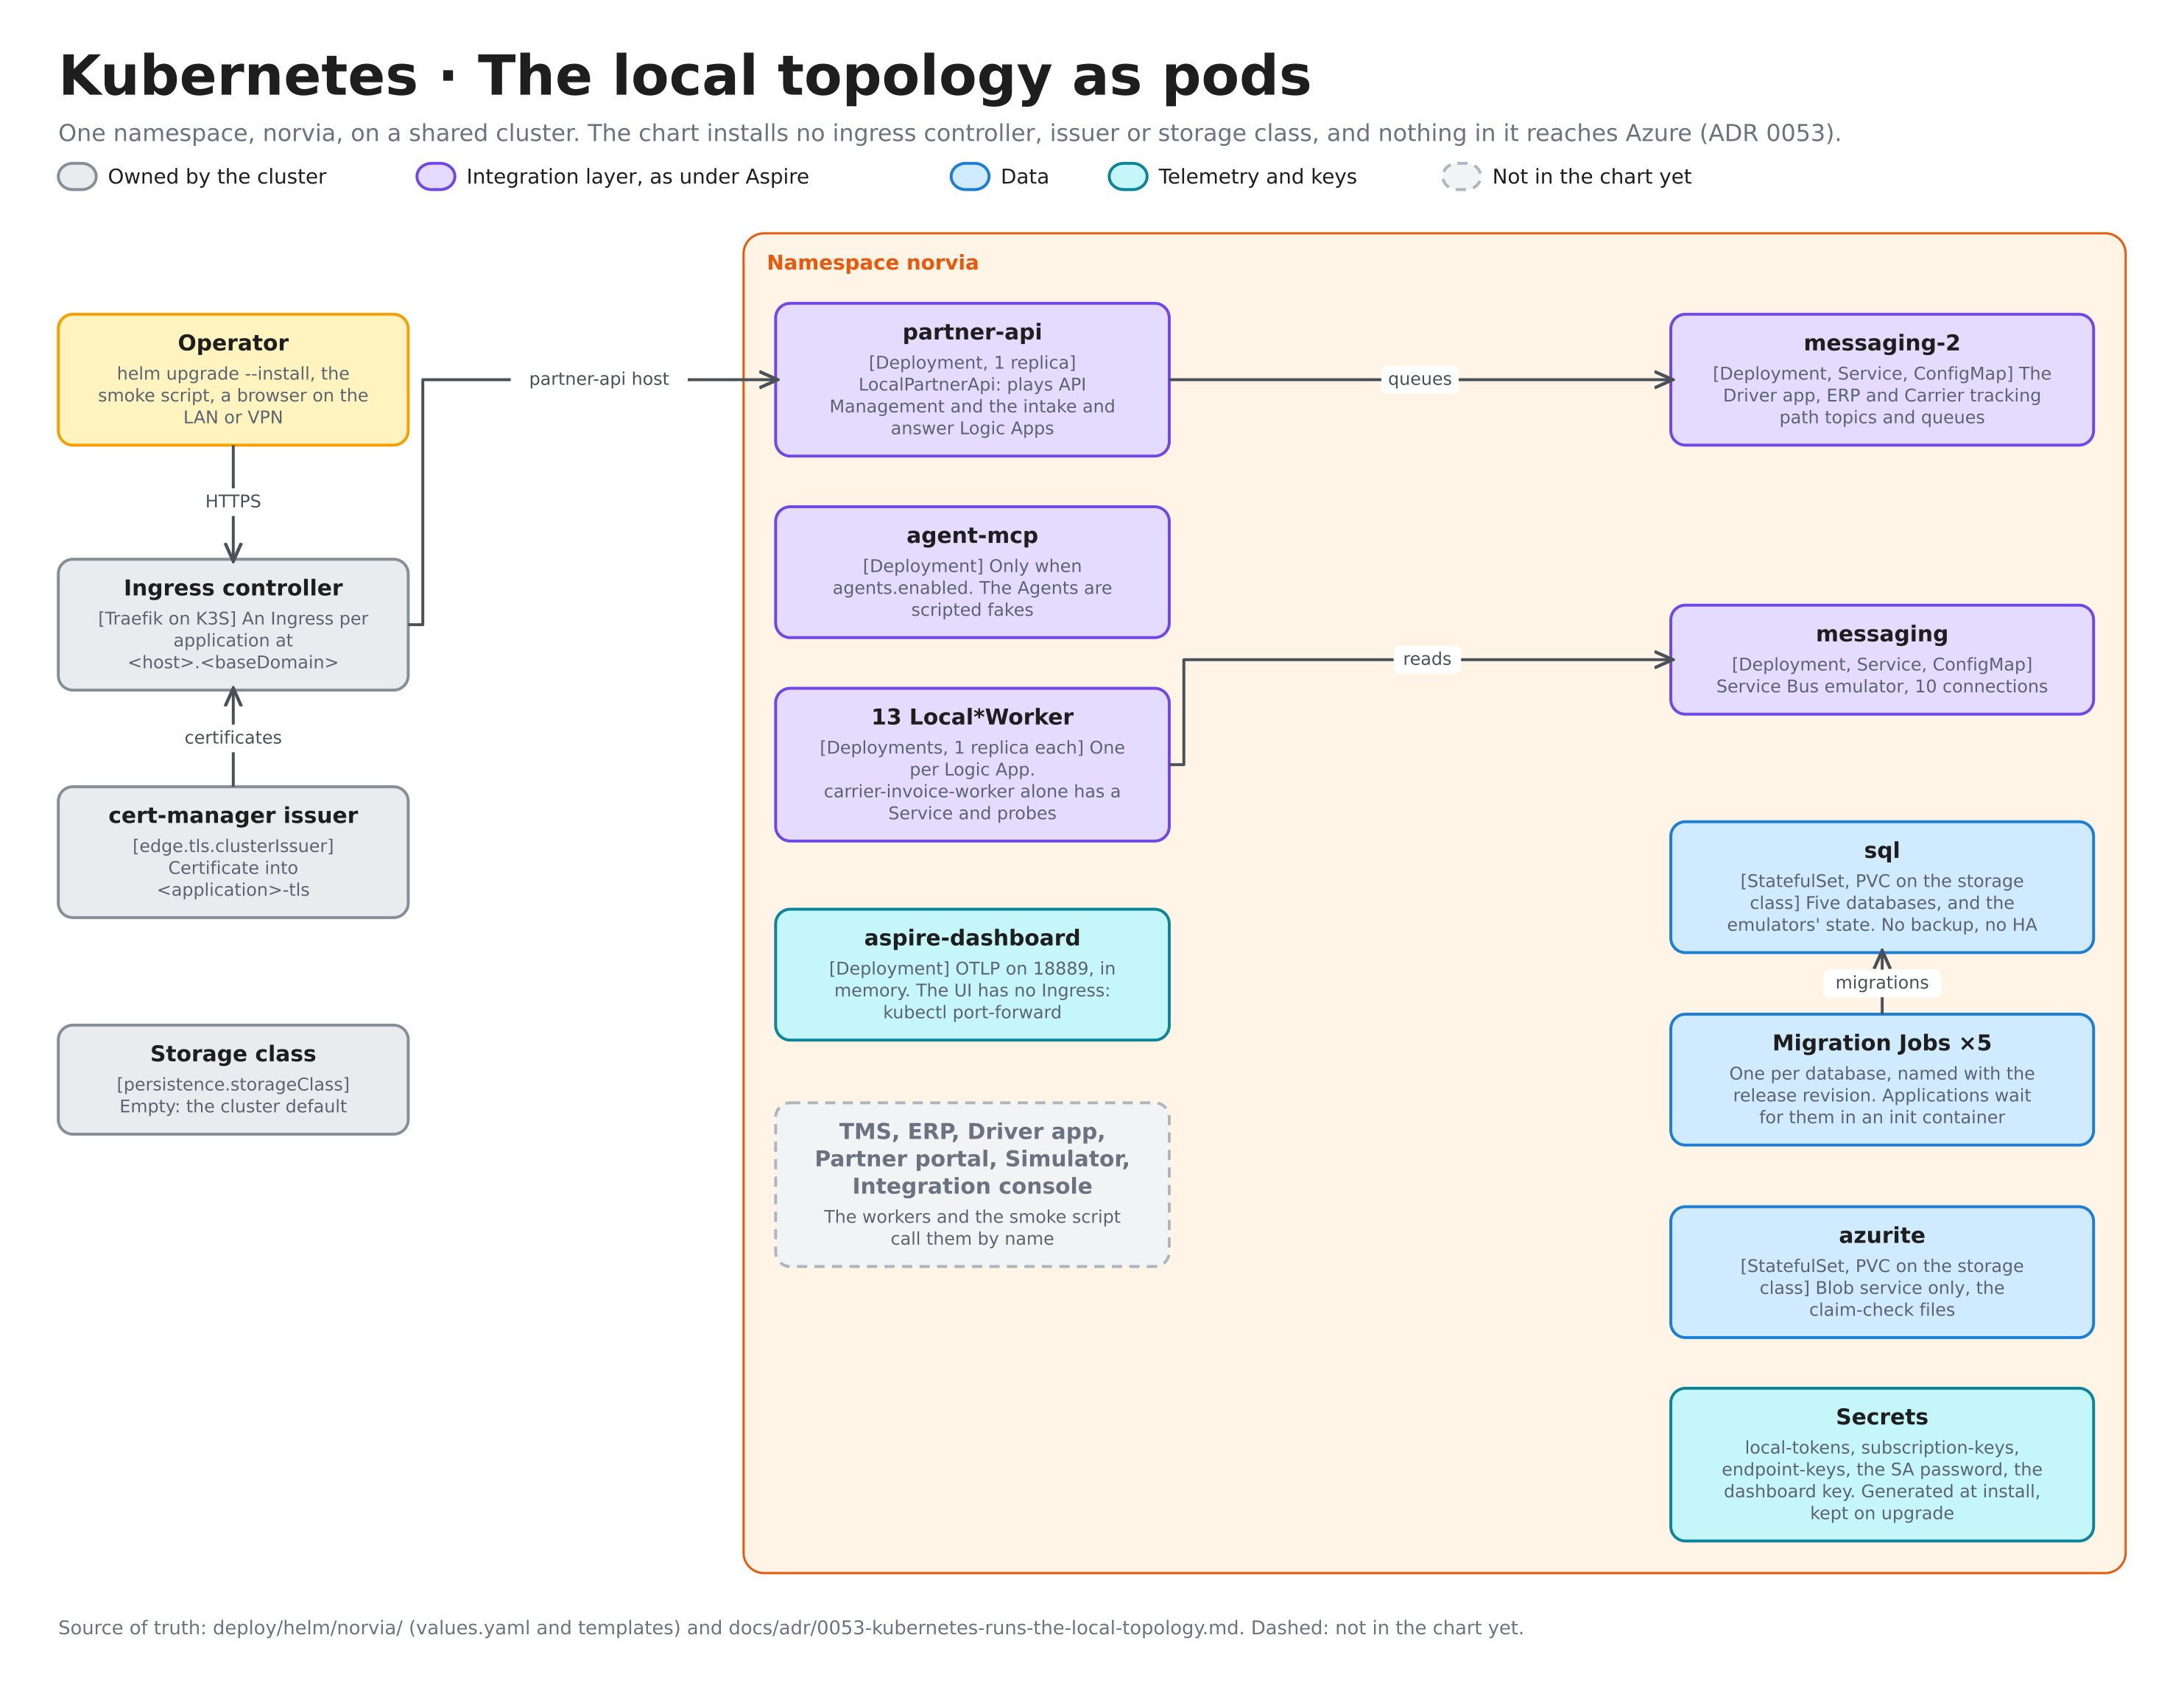 Kubernetes · The local topology as pods
One namespace, norvia, on a shared cluster. The chart installs no ingress controller, issuer or storage class, and nothing in it reaches Azure (ADR 0053).
Owned by the cluster
Integration layer, as under Aspire
Data
Telemetry and keys
Not in the chart yet
Namespace norvia
Operator
helm upgrade --install, the
smoke script, a browser on the
LAN or VPN
HTTPS
Ingress controller
[Traefik on K3S] An Ingress per
application at
<host>.<baseDomain>
certificates
cert-manager issuer
[edge.tls.clusterIssuer]
Certificate into
<application>-tls
Storage class
[persistence.storageClass]
Empty: the cluster default
partner-api host
partner-api
[Deployment, 1 replica]
LocalPartnerApi: plays API
Management and the intake and
answer Logic Apps
agent-mcp
[Deployment] Only when
agents.enabled. The Agents are
scripted fakes
13 Local*Worker
[Deployments, 1 replica each] One
per Logic App.
carrier-invoice-worker alone has a
Service and probes
aspire-dashboard
[Deployment] OTLP on 18889, in
memory. The UI has no Ingress:
kubectl port-forward
TMS, ERP, Driver app,
Partner portal, Simulator,
Integration console
The workers and the smoke script
call them by name
queues
reads
messaging-2
[Deployment, Service, ConfigMap] The
Driver app, ERP and Carrier tracking
path topics and queues
messaging
[Deployment, Service, ConfigMap]
Service Bus emulator, 10 connections
sql
[StatefulSet, PVC on the storage
class] Five databases, and the
emulators' state. No backup, no HA
migrations
Migration Jobs ×5
One per database, named with the
release revision. Applications wait
for them in an init container
azurite
[StatefulSet, PVC on the storage
class] Blob service only, the
claim-check files
Secrets
local-tokens, subscription-keys,
endpoint-keys, the SA password, the
dashboard key. Generated at install,
kept on upgrade
Source of truth: deploy/helm/norvia/ (values.yaml and templates) and docs/adr/0053-kubernetes-runs-the-local-topology.md. Dashed: not in the chart yet.